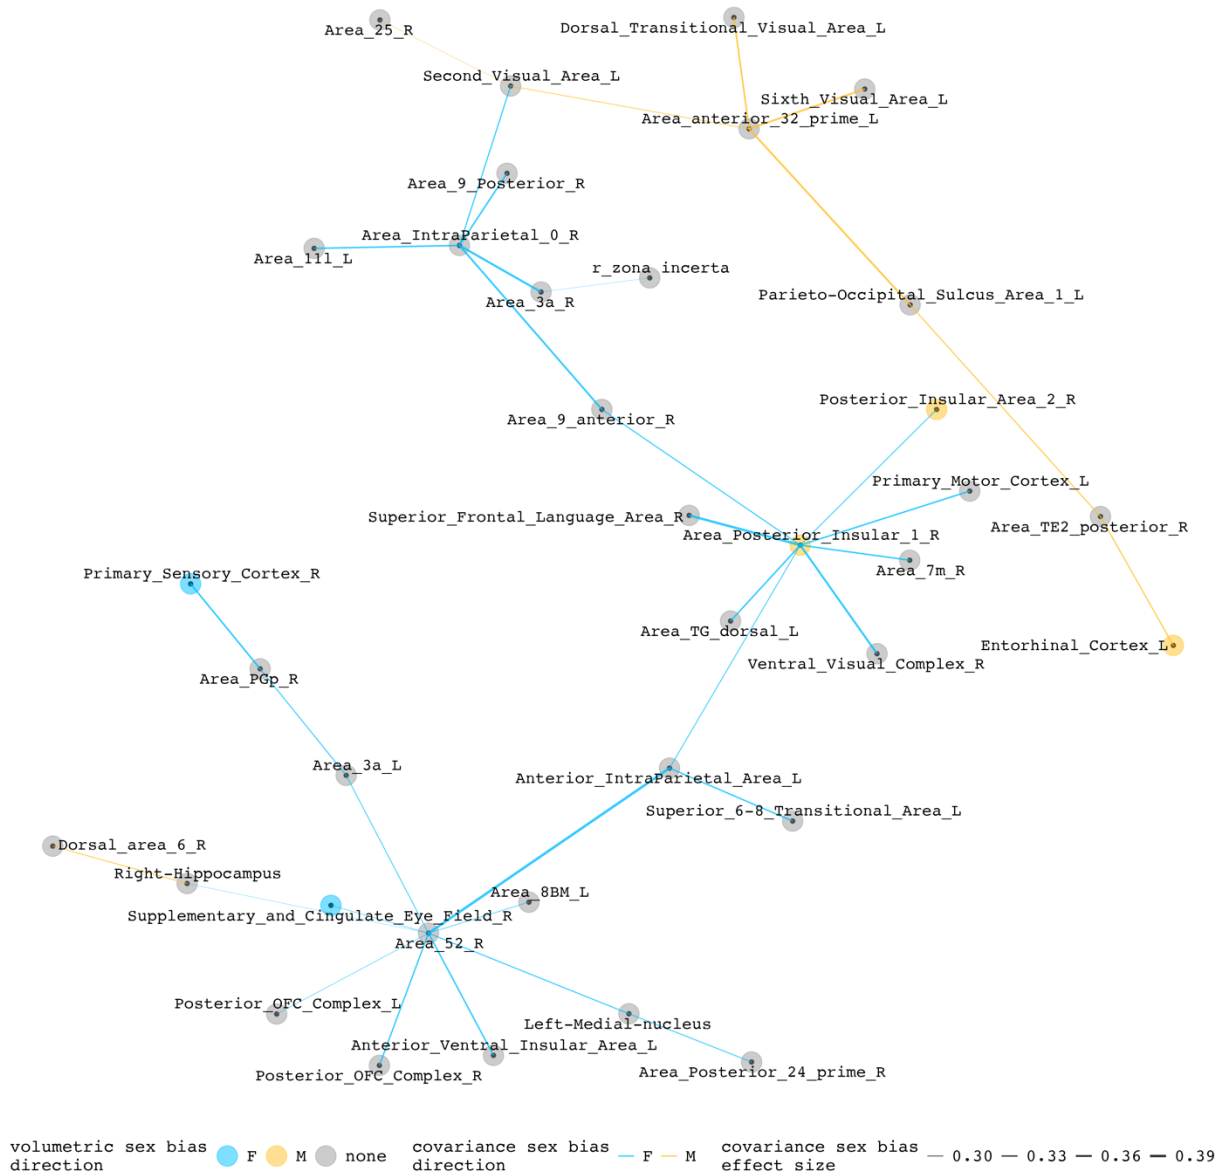 Area_25_R
Dorsal_Transitional_Visual_Area_L
Second_Visual_Area_L
Sixth_Visual_Area_L
Area_anterior_32_prime_L
Area_9_Posterior_R
Area_IntraParietal_0_R
Area_11l_L
r_zona_incerta
Area_3a_R
Parieto-Occipital_Sulcus_Area_1_L
Posterior_Insular_Area_2_R
Area_9_anterior_R
Primary_Motor_Cortex_L
Superior_Frontal_Language_Area_R
Area_TE2_posterior_R
Area_Posterior_Insular_1_R
Area_7m_R
Primary_Sensory_Cortex_R
Area_TG_dorsal_L
Entorhinal_Cortex_L
Ventral_Visual_Complex_R
Area_PGp_R
Area_3a_L
Anterior_IntraParietal_Area_L
Superior_6-8_Transitional_Area_L
Dorsal_area_6_R
Right-Hippocampus
Area_8BM_L
Supplementary_and_Cingulate_Eye_Field_R
Area_52_R
Posterior_OFC_Complex_L
Left-Medial-nucleus
Anterior_Ventral_Insular_Area_L
Posterior_OFC_Complex_R
Area_Posterior_24_prime_R
volumetric sex bias
direction
F M none
covariance sex bias
direction
F M
covariance sex bias
effect size
0.30 0.33 0.36 0.39